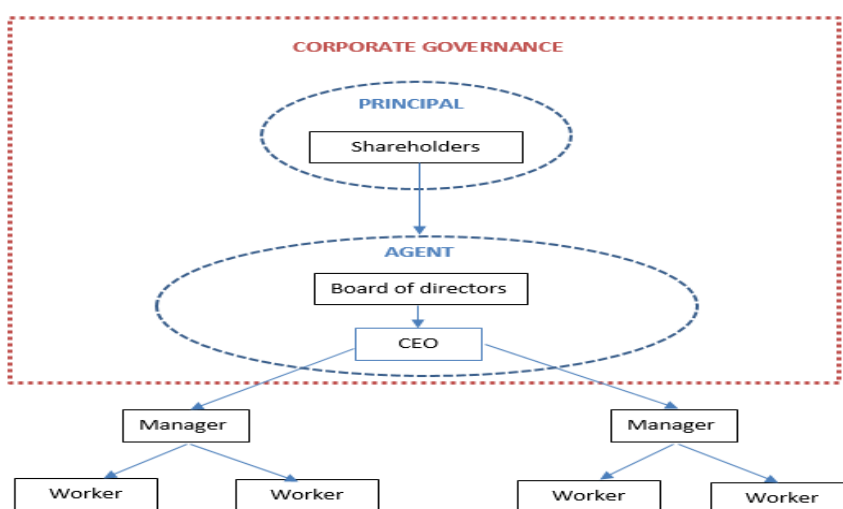 CORPORATE GOVERNANCE
PRINCIPAL
Shareholders
AGENT
Board of directors
CEO
Manager
Manager
Worker
Worker
Worker
Worker